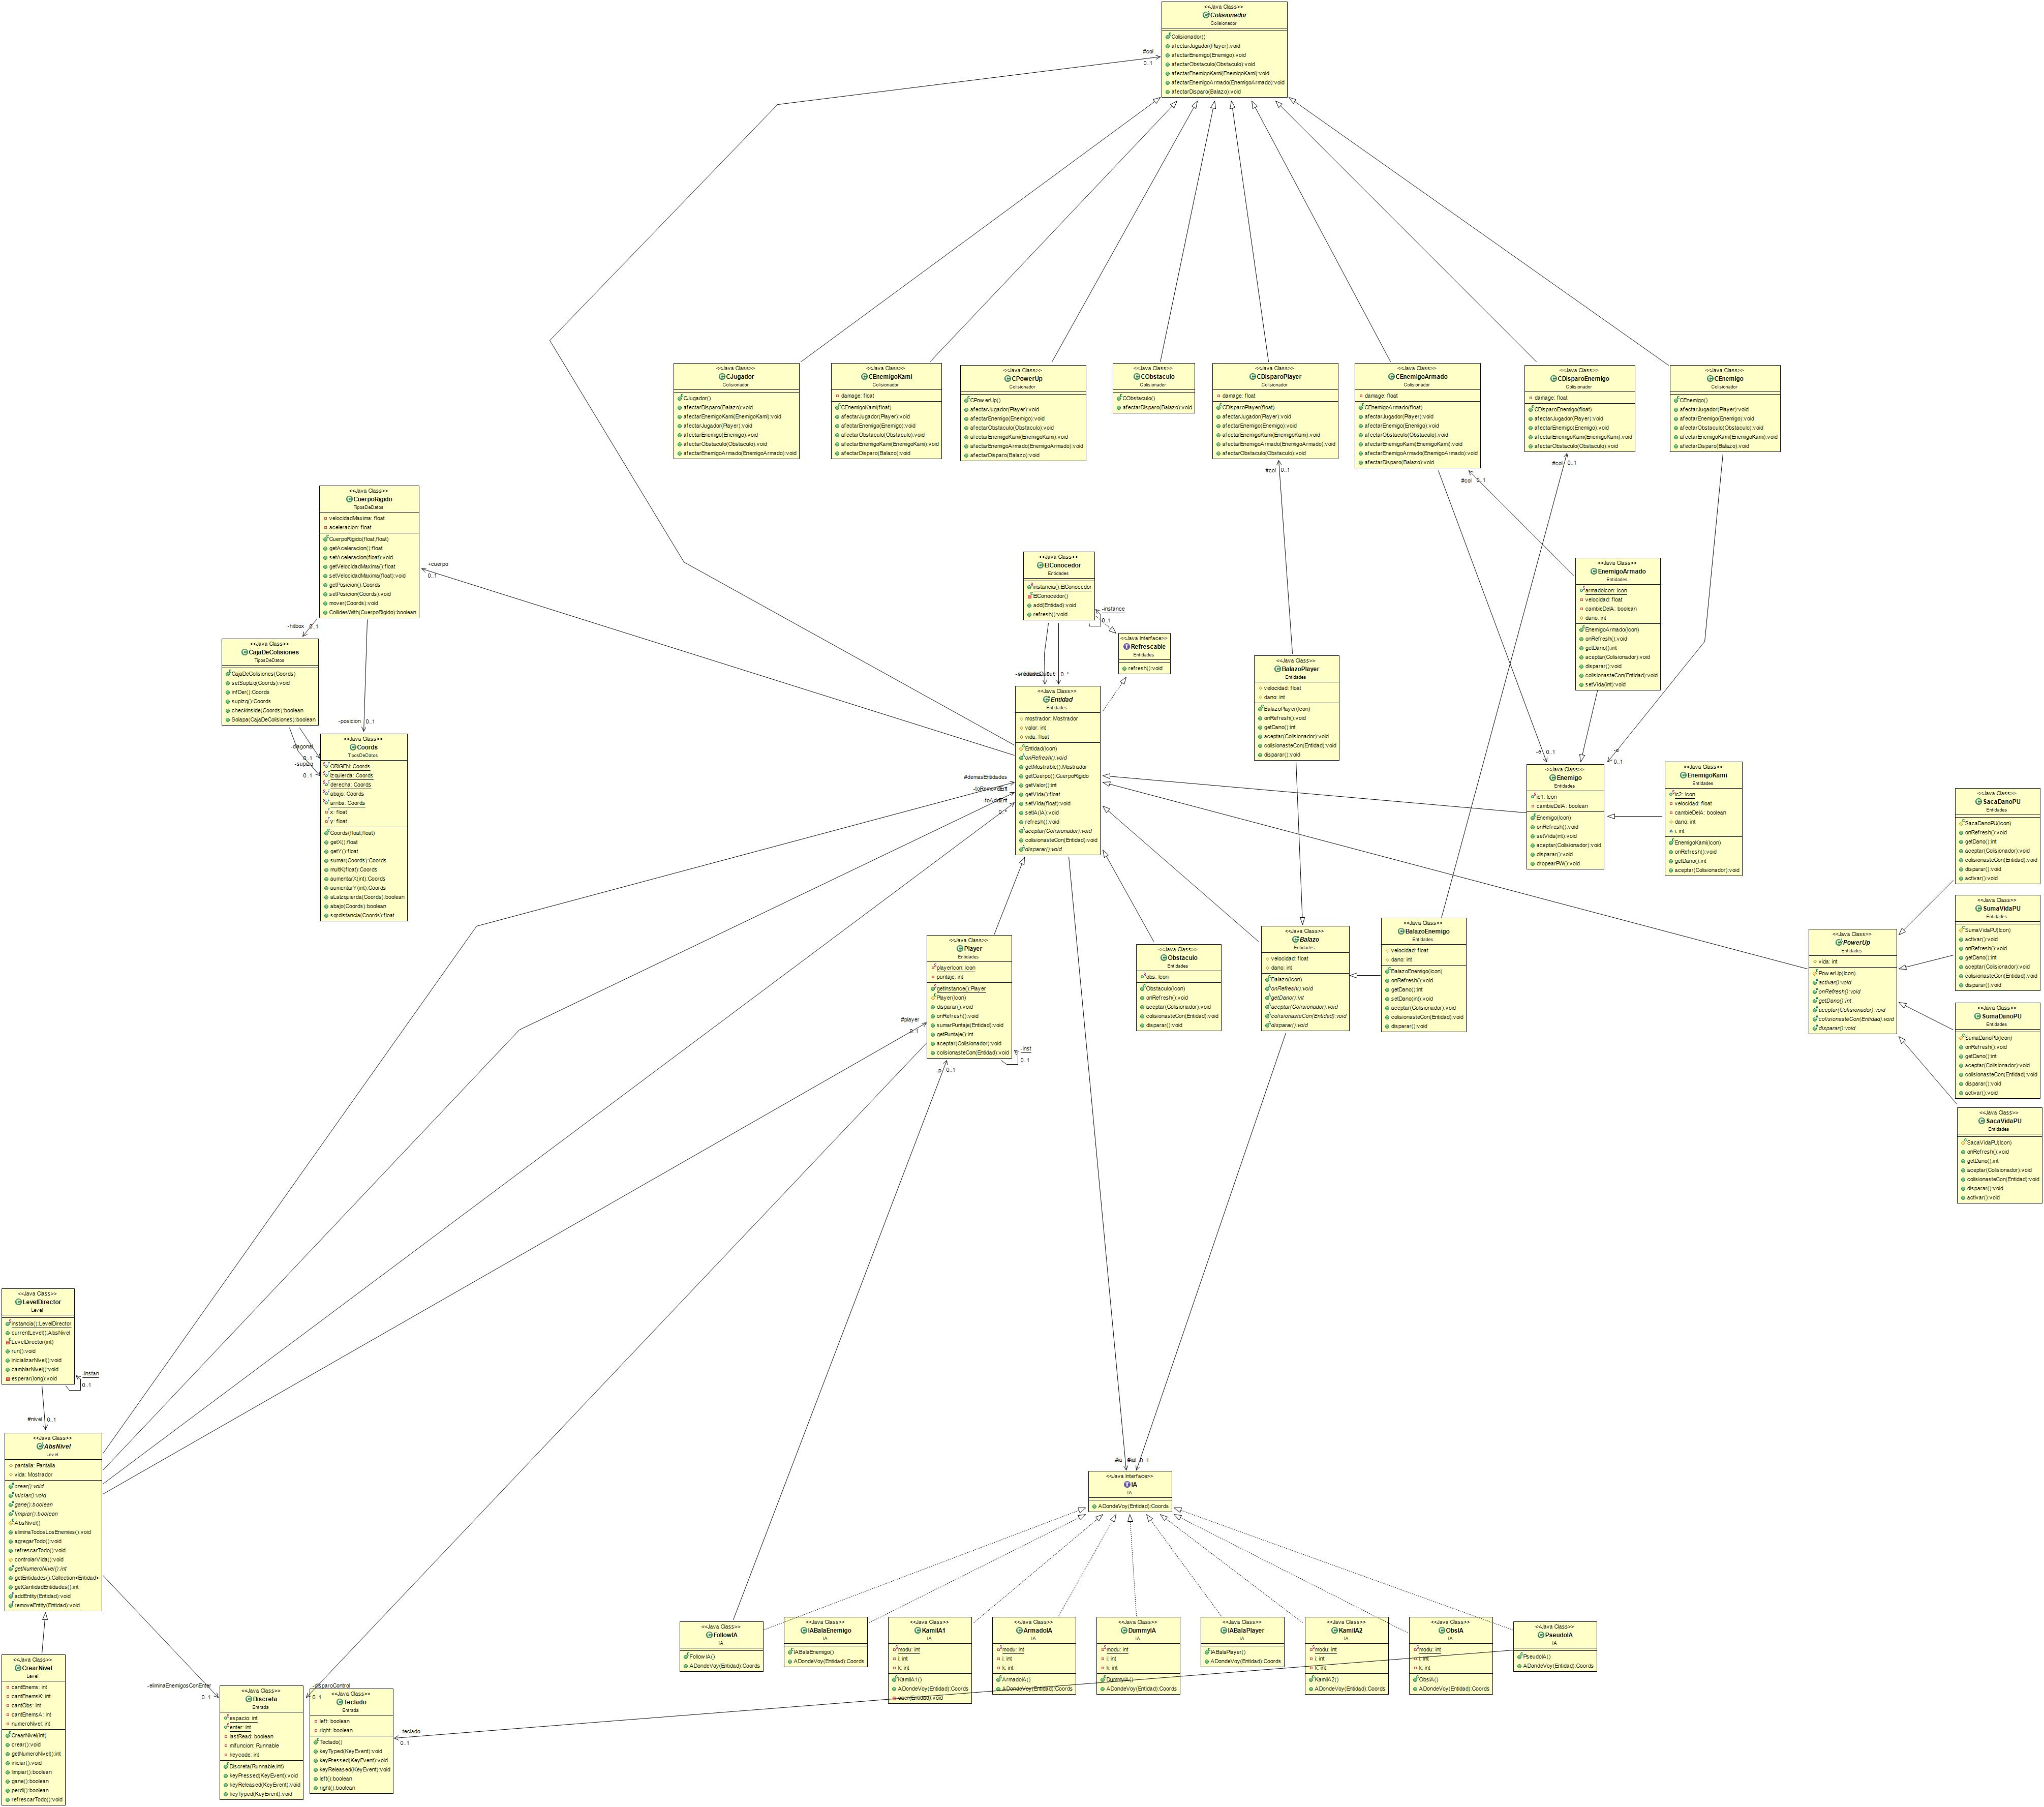 <<Java Class>>
Colisionador
Colisionador
Colisionador()
afectarJugador(Player):void
afectarEnemigo(Enemigo):void
afectarObstaculo(Obstaculo):void
afectarEnemigoKami(EnemigoKami):void
afectarEnemigoArmado(EnemigoArmado):void
afectarDisparo(Balazo):void
#col
0..1
<<Java Class>>
CJugador
Colisionador
CJugador()
afectarDisparo(Balazo):void
afectarEnemigoKami(EnemigoKami):void
afectarJugador(Player):void
afectarEnemigo(Enemigo):void
afectarObstaculo(Obstaculo):void
afectarEnemigoArmado(EnemigoArmado):void
<<Java Class>>
CEnemigoKami
Colisionador
damage: float
CEnemigoKami(float)
afectarJugador(Player):void
afectarEnemigo(Enemigo):void
afectarObstaculo(Obstaculo):void
afectarEnemigoKami(EnemigoKami):void
afectarDisparo(Balazo):void
<<Java Class>>
CPowerUp
Colisionador
CPowerUp()
afectarJugador(Player):void
afectarEnemigo(Enemigo):void
afectarObstaculo(Obstaculo):void
afectarEnemigoKami(EnemigoKami):void
afectarEnemigoArmado(EnemigoArmado):void
afectarDisparo(Balazo):void
<<Java Class>>
CObstaculo
Colisionador
CObstaculo()
afectarDisparo(Balazo):void
<<Java Class>>
CDisparoPlayer
Colisionador
damage: float
CDisparoPlayer(float)
afectarJugador(Player):void
afectarEnemigo(Enemigo):void
afectarEnemigoKami(EnemigoKami):void
afectarEnemigoArmado(EnemigoArmado):void
afectarObstaculo(Obstaculo):void
<<Java Class>>
CEnemigoArmado
Colisionador
damage: float
CEnemigoArmado(float)
afectarJugador(Player):void
afectarEnemigo(Enemigo):void
afectarObstaculo(Obstaculo):void
afectarEnemigoKami(EnemigoKami):void
afectarEnemigoArmado(EnemigoArmado):void
afectarDisparo(Balazo):void
<<Java Class>>
CDisparoEnemigo
Colisionador
damage: float
CDisparoEnemigo(float)
afectarJugador(Player):void
afectarEnemigo(Enemigo):void
afectarEnemigoKami(EnemigoKami):void
afectarObstaculo(Obstaculo):void
<<Java Class>>
CEnemigo
Colisionador
CEnemigo()
afectarJugador(Player):void
afectarEnemigo(Enemigo):void
afectarObstaculo(Obstaculo):void
afectarEnemigoKami(EnemigoKami):void
afectarDisparo(Balazo):void
#col
0..1
#col
0..1
#col
0..1
<<Java Class>>
CuerpoRigido
TiposDeDatos
velocidadMaxima: float
aceleracion: float
CuerpoRigido(float,float)
getAceleracion():float
setAceleracion(float):void
getVelocidadMaxima():float
setVelocidadMaxima(float):void
getPosicion():Coords
setPosicion(Coords):void
mover(Coords):void
CollidesWith(CuerpoRigido):boolean
+cuerpo
0..1
-hitbox
0..1
<<Java Class>>
CajaDeColisiones
TiposDeDatos
CajaDeColisiones(Coords)
setSupIzq(Coords):void
infDer():Coords
supIzq():Coords
checkInside(Coords):boolean
Solapa(CajaDeColisiones):boolean
-posicion
0..1
-diagonal
0..1
-supIzq
0..1
<<Java Class>>
Coords
TiposDeDatos
ORIGEN: Coords
izquierda: Coords
derecha: Coords
abajo: Coords
arriba: Coords
x: float
y: float
Coords(float,float)
getX():float
getY():float
sumar(Coords):Coords
multK(float):Coords
aumentarX(int):Coords
aumentarY(int):Coords
aLaIzquierda(Coords):boolean
abajo(Coords):boolean
sqrdistancia(Coords):float
<<Java Class>>
ElConocedor
Entidades
instancia():ElConocedor
ElConocedor()
add(Entidad):void
refresh():void
-instance
0..1
<<Java Interface>>
Refrescable
Entidades
refresh():void
0..*
<<Java Class>>
Entidad
Entidades
mostrador: Mostrador
valor: int
vida: float
Entidad(Icon)
onRefresh():void
getMostrable():Mostrador
getCuerpo():CuerpoRigido
getValor():int
getVida():float
setVida(float):void
setIA(IA):void
refresh():void
aceptar(Colisionador):void
colisionasteCon(Entidad):void
disparar():void
#demasEntidades
0..*
<<Java Class>>
BalazoPlayer
Entidades
velocidad: float
dano: int
BalazoPlayer(Icon)
onRefresh():void
getDano():int
aceptar(Colisionador):void
colisionasteCon(Entidad):void
disparar():void
<<Java Class>>
EnemigoArmado
Entidades
armadoIcon: Icon
velocidad: float
cambieDeIA: boolean
dano: int
EnemigoArmado(Icon)
onRefresh():void
getDano():int
aceptar(Colisionador):void
disparar():void
colisionasteCon(Entidad):void
setVida(int):void
-e
0..1
-e
0..1
<<Java Class>>
Enemigo
Entidades
ic1: Icon
cambieDeIA: boolean
Enemigo(Icon)
onRefresh():void
setVida(int):void
aceptar(Colisionador):void
disparar():void
dropearPW():void
<<Java Class>>
EnemigoKami
Entidades
ic2: Icon
velocidad: float
cambieDeIA: boolean
dano: int
i: int
EnemigoKami(Icon)
onRefresh():void
getDano():int
aceptar(Colisionador):void
<<Java Class>>
SacaDanoPU
Entidades
SacaDanoPU(Icon)
onRefresh():void
getDano():int
aceptar(Colisionador):void
colisionasteCon(Entidad):void
disparar():void
activar():void
<<Java Class>>
SumaVidaPU
Entidades
SumaVidaPU(Icon)
activar():void
onRefresh():void
getDano():int
aceptar(Colisionador):void
colisionasteCon(Entidad):void
disparar():void
<<Java Class>>
PowerUp
Entidades
vida: int
PowerUp(Icon)
activar():void
onRefresh():void
getDano():int
aceptar(Colisionador):void
colisionasteCon(Entidad):void
disparar():void
<<Java Class>>
SumaDanoPU
Entidades
SumaDanoPU(Icon)
onRefresh():void
getDano():int
aceptar(Colisionador):void
colisionasteCon(Entidad):void
disparar():void
activar():void
<<Java Class>>
SacaVidaPU
Entidades
SacaVidaPU(Icon)
onRefresh():void
getDano():int
aceptar(Colisionador):void
colisionasteCon(Entidad):void
disparar():void
activar():void
<<Java Class>>
Player
Entidades
playerIcon: Icon
puntaje: int
getInstance():Player
Player(Icon)
disparar():void
onRefresh():void
sumarPuntaje(Entidad):void
getPuntaje():int
aceptar(Colisionador):void
colisionasteCon(Entidad):void
#player
0..1
-inst
0..1
-p
0..1
<<Java Class>>
Obstaculo
Entidades
obs: Icon
Obstaculo(Icon)
onRefresh():void
aceptar(Colisionador):void
colisionasteCon(Entidad):void
disparar():void
<<Java Class>>
Balazo
Entidades
velocidad: float
dano: int
Balazo(Icon)
onRefresh():void
getDano():int
aceptar(Colisionador):void
colisionasteCon(Entidad):void
disparar():void
<<Java Class>>
BalazoEnemigo
Entidades
velocidad: float
dano: int
BalazoEnemigo(Icon)
onRefresh():void
getDano():int
setDano(int):void
aceptar(Colisionador):void
colisionasteCon(Entidad):void
disparar():void
<<Java Class>>
LevelDirector
Level
instancia():LevelDirector
currentLevel():AbsNivel
LevelDirector(int)
run():void
inicializarNivel():void
cambiarNivel():void
esperar(long):void
-instan
0..1
#nivel
0..1
<<Java Class>>
AbsNivel
Level
pantalla: Pantalla
vida: Mostrador
crear():void
iniciar():void
gane():boolean
limpiar():boolean
AbsNivel()
eliminaTodosLosEnemies():void
agregarTodo():void
refrescarTodo():void
controlarVida():void
getNumeroNivel():int
getEntidades():Collection<Entidad>
getCantidadEntidades():int
addEntity(Entidad):void
removeEntity(Entidad):void
<<Java Class>>
CrearNivel
Level
cantEnems: int
cantEnemsK: int
cantObs: int
cantEnemsA: int
numeroNivel: int
CrearNivel(int)
crear():void
getNumeroNivel():int
iniciar():void
limpiar():boolean
gane():boolean
perdi():boolean
refrescarTodo():void
-eliminaEnemigosConEnter
0..1
-disparoControl
0..1
<<Java Class>>
Discreta
Entrada
espacio: int
enter: int
lastRead: boolean
mifuncion: Runnable
keycode: int
Discreta(Runnable,int)
keyPressed(KeyEvent):void
keyReleased(KeyEvent):void
keyTyped(KeyEvent):void
<<Java Class>>
Teclado
Entrada
left: boolean
right: boolean
Teclado()
keyTyped(KeyEvent):void
keyPressed(KeyEvent):void
keyReleased(KeyEvent):void
left():boolean
right():boolean
-teclado
0..1
#ia
0..1
<<Java Interface>>
IA
IA
ADondeVoy(Entidad):Coords
<<Java Class>>
FollowIA
IA
FollowIA()
ADondeVoy(Entidad):Coords
<<Java Class>>
IABalaEnemigo
IA
IABalaEnemigo()
ADondeVoy(Entidad):Coords
<<Java Class>>
KamiIA1
IA
modu: int
i: int
k: int
KamiIA1()
ADondeVoy(Entidad):Coords
<<Java Class>>
ArmadoIA
IA
modu: int
i: int
k: int
ArmadoIA()
ADondeVoy(Entidad):Coords
<<Java Class>>
DummyIA
IA
modu: int
i: int
k: int
DummyIA()
ADondeVoy(Entidad):Coords
<<Java Class>>
IABalaPlayer
IA
IABalaPlayer()
ADondeVoy(Entidad):Coords
<<Java Class>>
KamiIA2
IA
modu: int
i: int
k: int
KamiIA2()
ADondeVoy(Entidad):Coords
<<Java Class>>
ObsIA
IA
modu: int
i: int
k: int
ObsIA()
ADondeVoy(Entidad):Coords
<<Java Class>>
PseudoIA
IA
PseudoIA()
ADondeVoy(Entidad):Coords